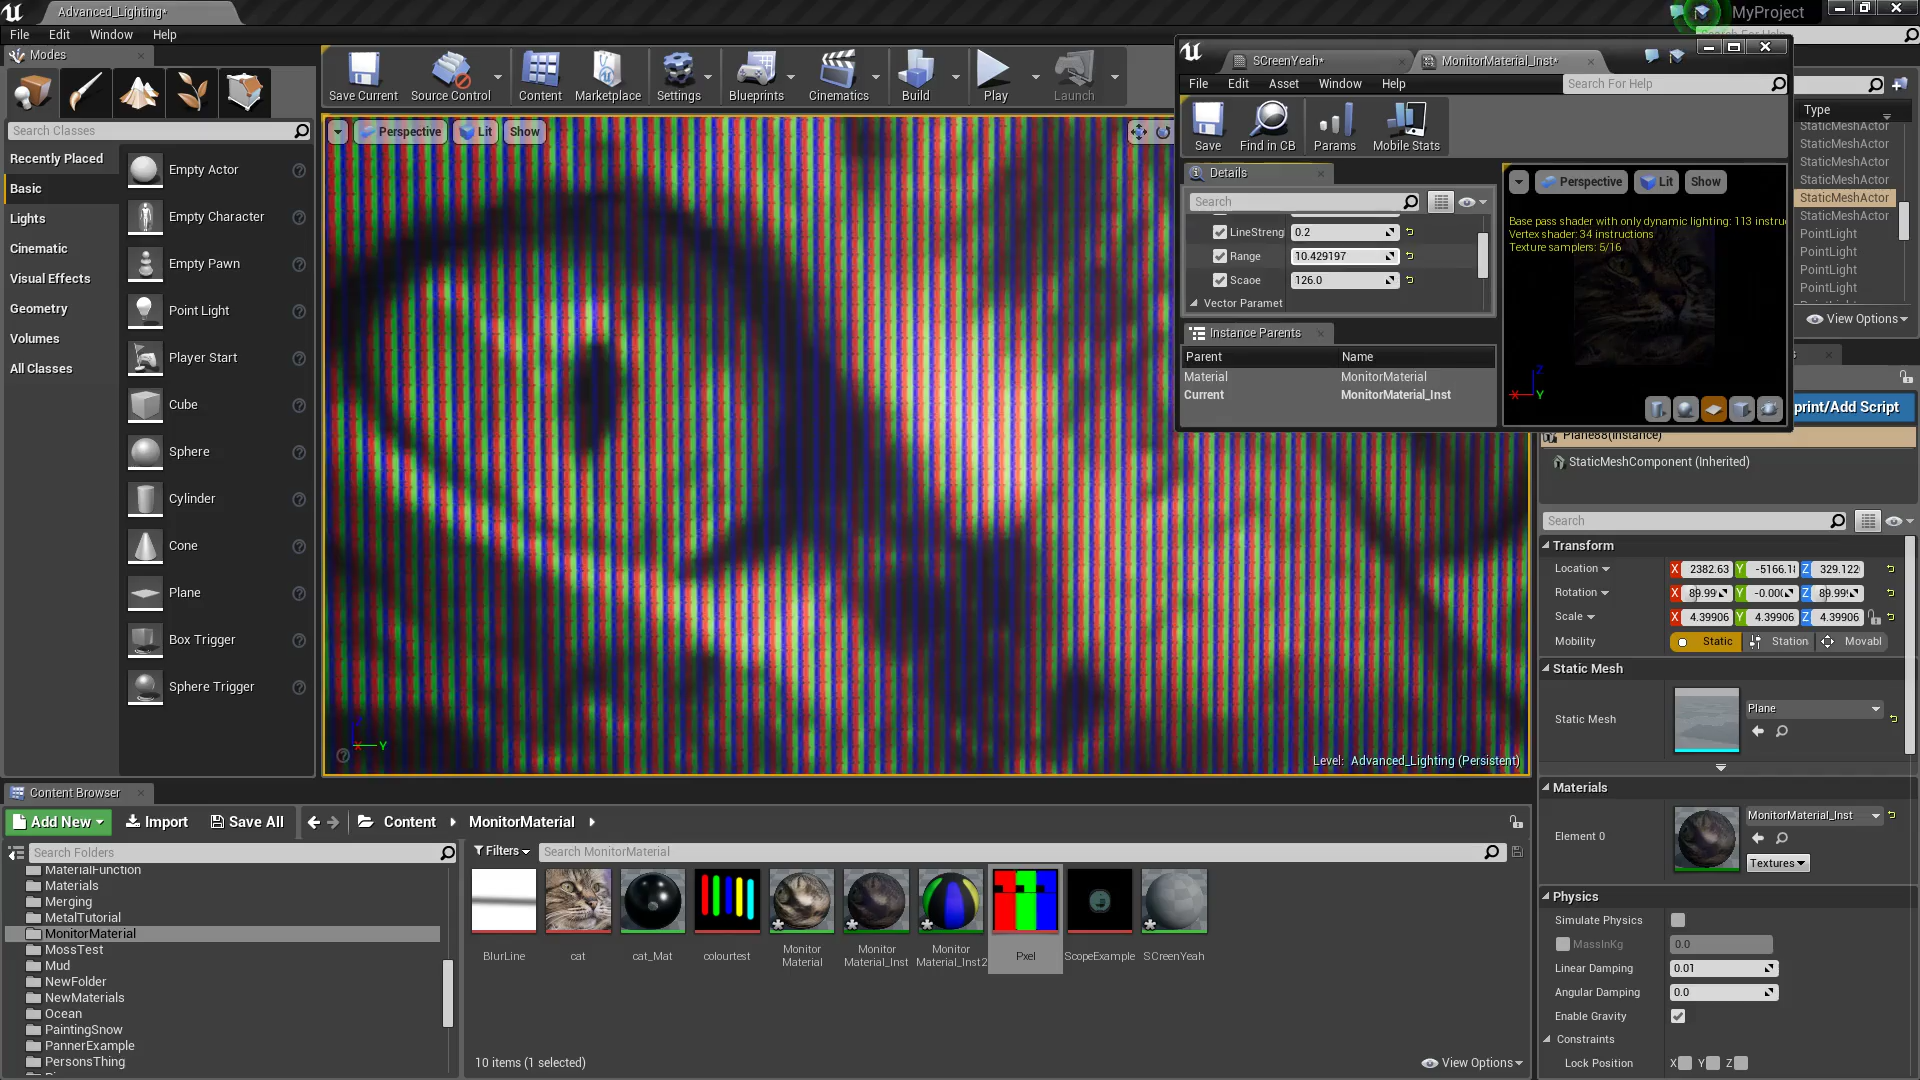 Advanced_Lighting*
MyProject
File Edit Window Help
Search For Help
Modes
Search Classes
Recently Placed
Basic
Lights
Cinematic
Visual Effects
Geometry
Volumes
All Classes
Empty Actor
Empty Character
Empty Pawn
Point Light
Player Start
Cube
Sphere
Cylinder
Cone
Plane
Box Trigger
Sphere Trigger
Save Current
Source Control
Content
Marketplace
Settings
Blueprints
Cinematics
Build
Play
Launch
Perspective Lit Show
X Y
Level: Advanced_Lighting (Persistent)
SCreenYeah*
MonitorMaterial_Inst*
File Edit Asset Window Help
Search For Help
Save
Find in CB
Params
Mobile Stats
Details
Search
LineStreng 0.2
Range 10.429197
Scaoe 126.0
Vector Paramet
Instance Parents
Parent Name
Material MonitorMaterial
Current MonitorMaterial_Inst
Perspective Lit Show
Base pass shader with only dynamic lighting: 113 instru
Vertex shader: 34 instructions
Texture samplers: 5/16
Z
X Y
Type
StaticMeshActor
StaticMeshActor
StaticMeshActor
StaticMeshActor
StaticMeshActor
StaticMeshActor
PointLight
PointLight
PointLight
PointLight
View Options
print/Add Script
Plane88(Instance)
StaticMeshComponent (Inherited)
Search
Transform
Location X 2382.63 Y -5166.1 Z 329.122
Rotation X 89.99 Y -0.000 Z 89.99
Scale X 4.39906 Y 4.39906 Z 4.39906
Mobility Static Station Movabl
Static Mesh
Static Mesh
Plane
Materials
Element 0
MonitorMaterial_Inst
Textures
Physics
Simulate Physics
MassInKg 0.0
Linear Damping 0.01
Angular Damping 0.0
Enable Gravity
Constraints
Lock Position X Y Z
Content Browser
Add New Import Save All Content MonitorMaterial
Search Folders
Filters
Search MonitorMaterial
MaterialFunction
Materials
Merging
MetalTutorial
MonitorMaterial
MossTest
Mud
NewFolder
NewMaterials
Ocean
PaintingSnow
PannerExample
PersonsThing
BlurLine
cat
cat_Mat
colourtest
Monitor
Material
Monitor
Material_Inst
Monitor
Material_Inst2
Pxel
ScopeExample
SCreenYeah
10 items (1 selected)
View Options